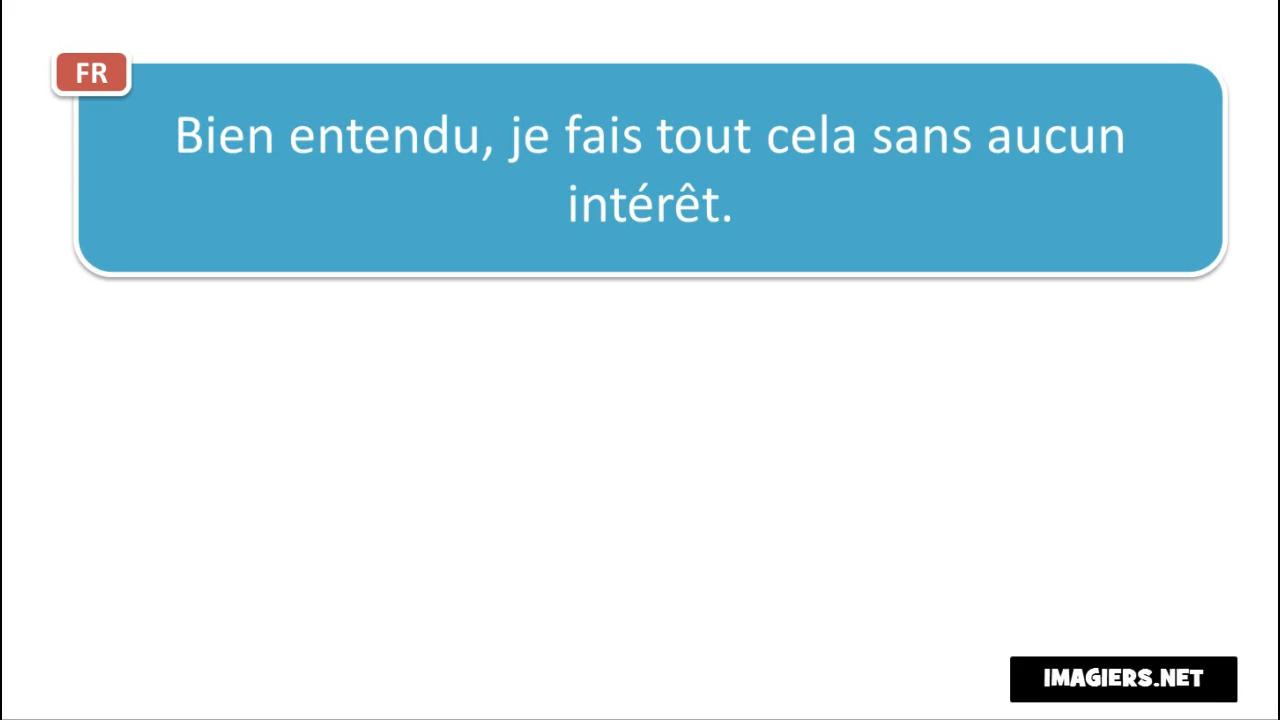 FR
Bien entendu, je fais tout cela sans aucun
intérêt.
IMAGIERS.NET